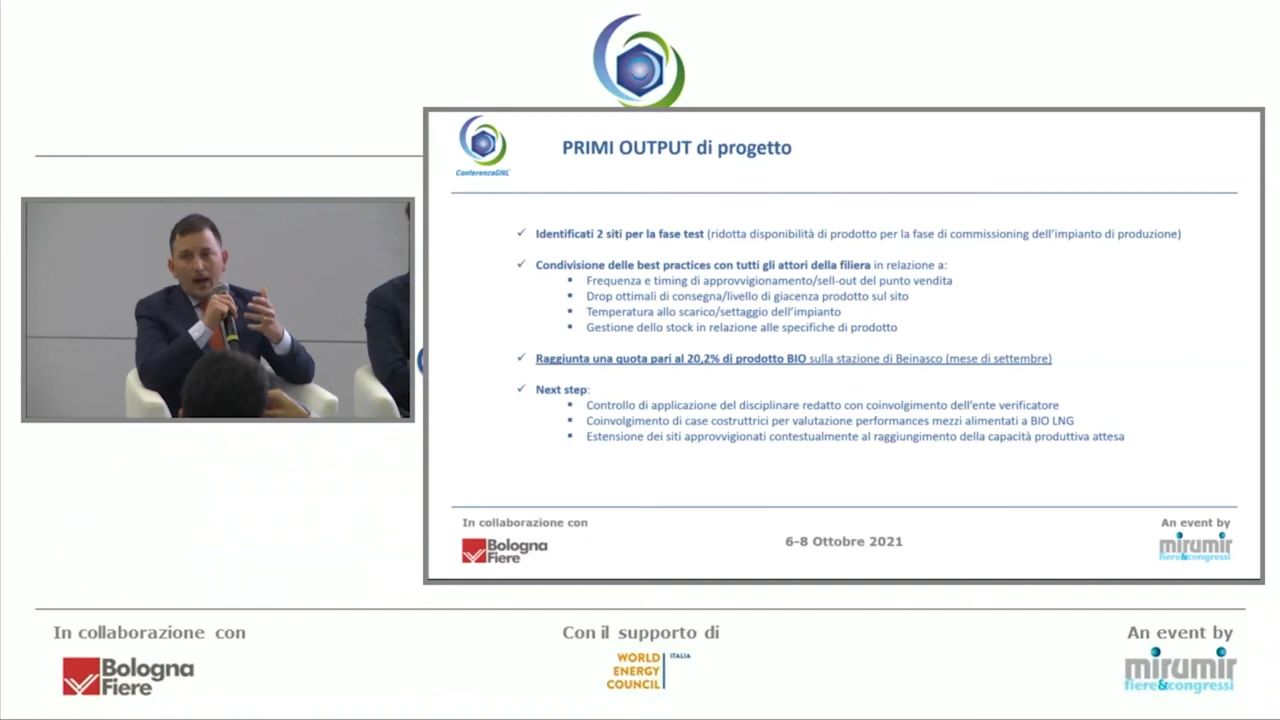 ConferenzaGNL
PRIMI OUTPUT di progetto
✓ Identificati 2 siti per la fase test (ridotta disponibilità di prodotto per la fase di commissioning dell'impianto di produzione)
✓ Condivisione delle best practices con tutti gli attori della filiera in relazione a:
▪ Frequenza e timing di approvvigionamento/sell-out del punto vendita
▪ Drop ottimali di consegna/livello di giacenza prodotto sul sito
▪ Temperatura allo scarico/settaggio dell'impianto
▪ Gestione dello stock in relazione alle specifiche di prodotto
✓ Raggiunta una quota pari al 20,2% di prodotto BIO sulla stazione di Beinasco (mese di settembre)
✓ Next step:
▪ Controllo di applicazione del disciplinare redatto con coinvolgimento dell'ente verificatore
▪ Coinvolgimento di case costruttrici per valutazione performances mezzi alimentati a BIO LNG
▪ Estensione dei siti approvvigionati contestualmente al raggiungimento della capacità produttiva attesa
In collaborazione con
Bologna
Fiere
6-8 Ottobre 2021
An event by
mirumir
fiere&congressi
In collaborazione con
Bologna
Fiere
Con il supporto di
WORLD
ENERGY
COUNCIL
ITALIA
An event by
mirumir
fiere&congressi